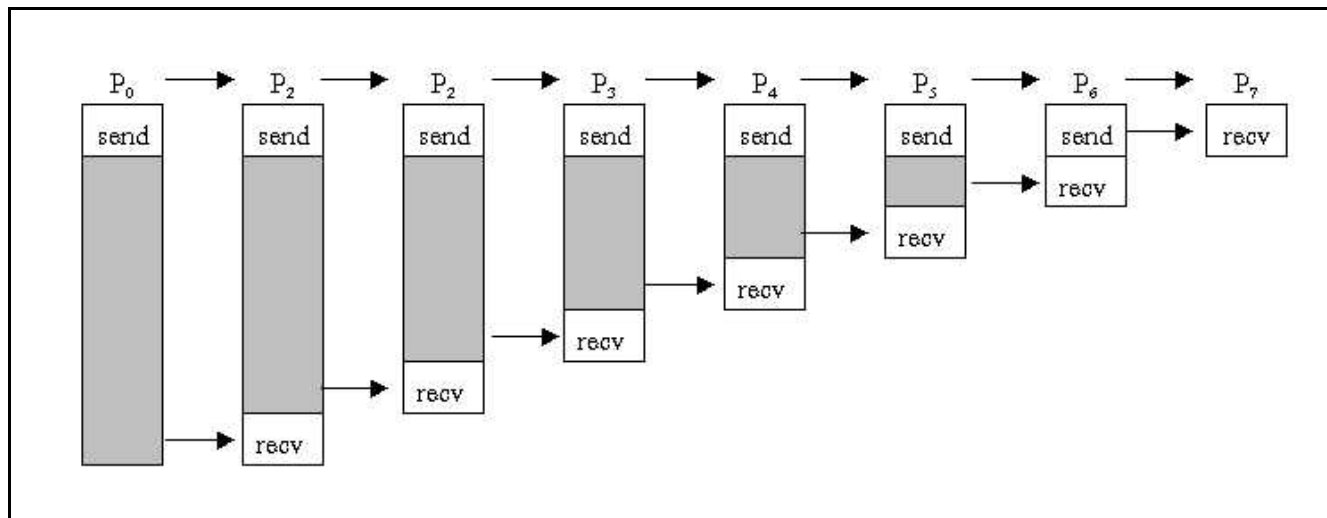 P0 P2 P2 P3 P4 P5 P6 P7
send send send send send send send recv
recv
recv
recv
recv
recv
recv